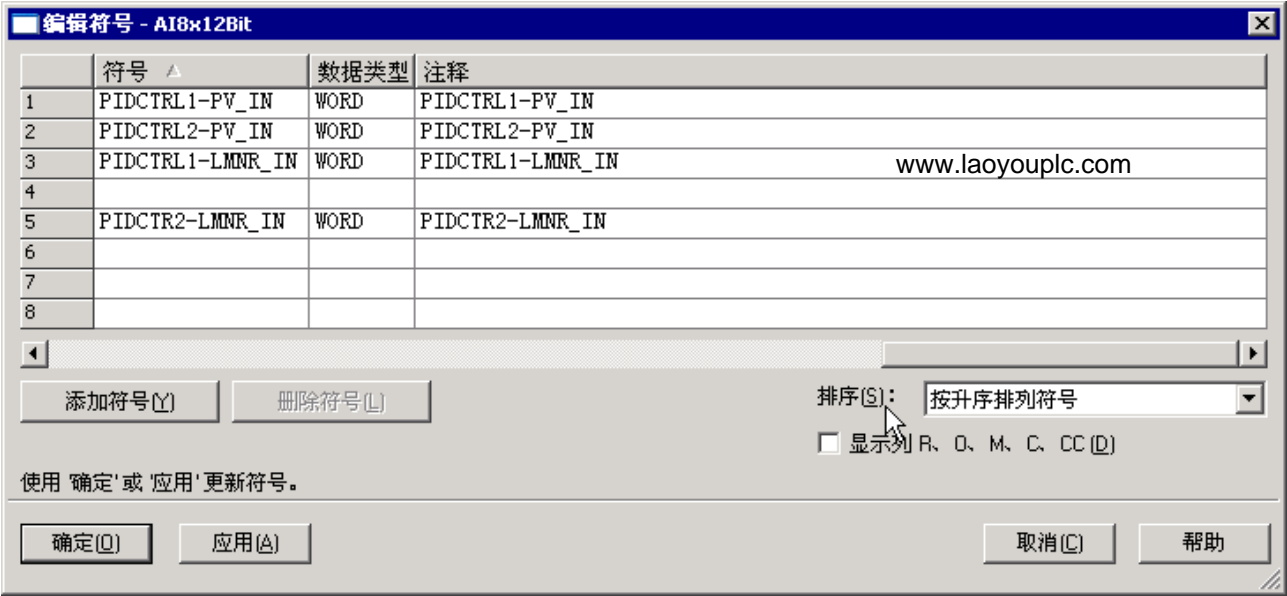 编辑符号 - AI8x12Bit
符号 数据类型 注释
1 PIDCTRL1-PV_IN WORD PIDCTRL1-PV_IN
2 PIDCTRL2-PV_IN WORD PIDCTRL2-PV_IN
3 PIDCTRL1-LMNR_IN WORD PIDCTRL1-LMNR_IN www.laoyouplc.com
4
5 PIDCTR2-LMNR_IN WORD PIDCTR2-LMNR_IN
6
7
8
添加符号(Y) 删除符号(L) 排序(S): 按升序排列符号
显示列 R、O、M、C、CC(D)
使用 '确定' 或 '应用' 更新符号。
确定(O) 应用(A) 取消(C) 帮助